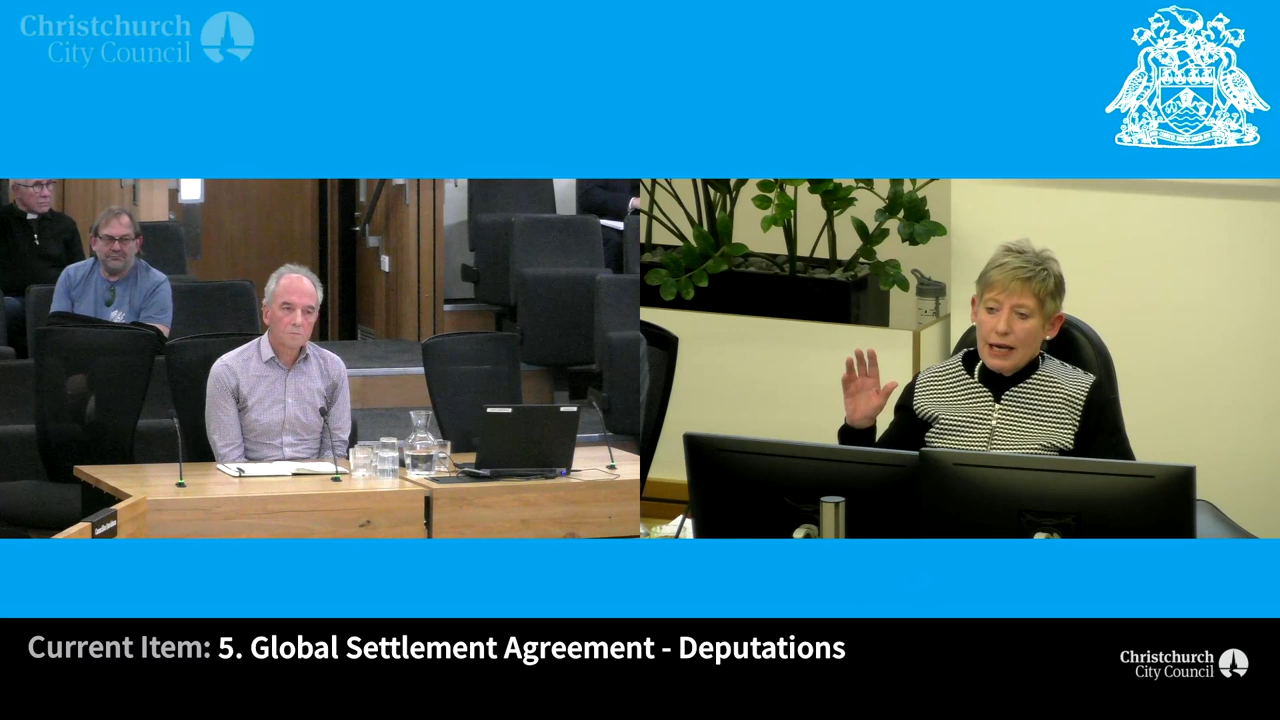 Christchurch
City Council
Current Item: 5. Global Settlement Agreement - Deputations
Christchurch
City Council